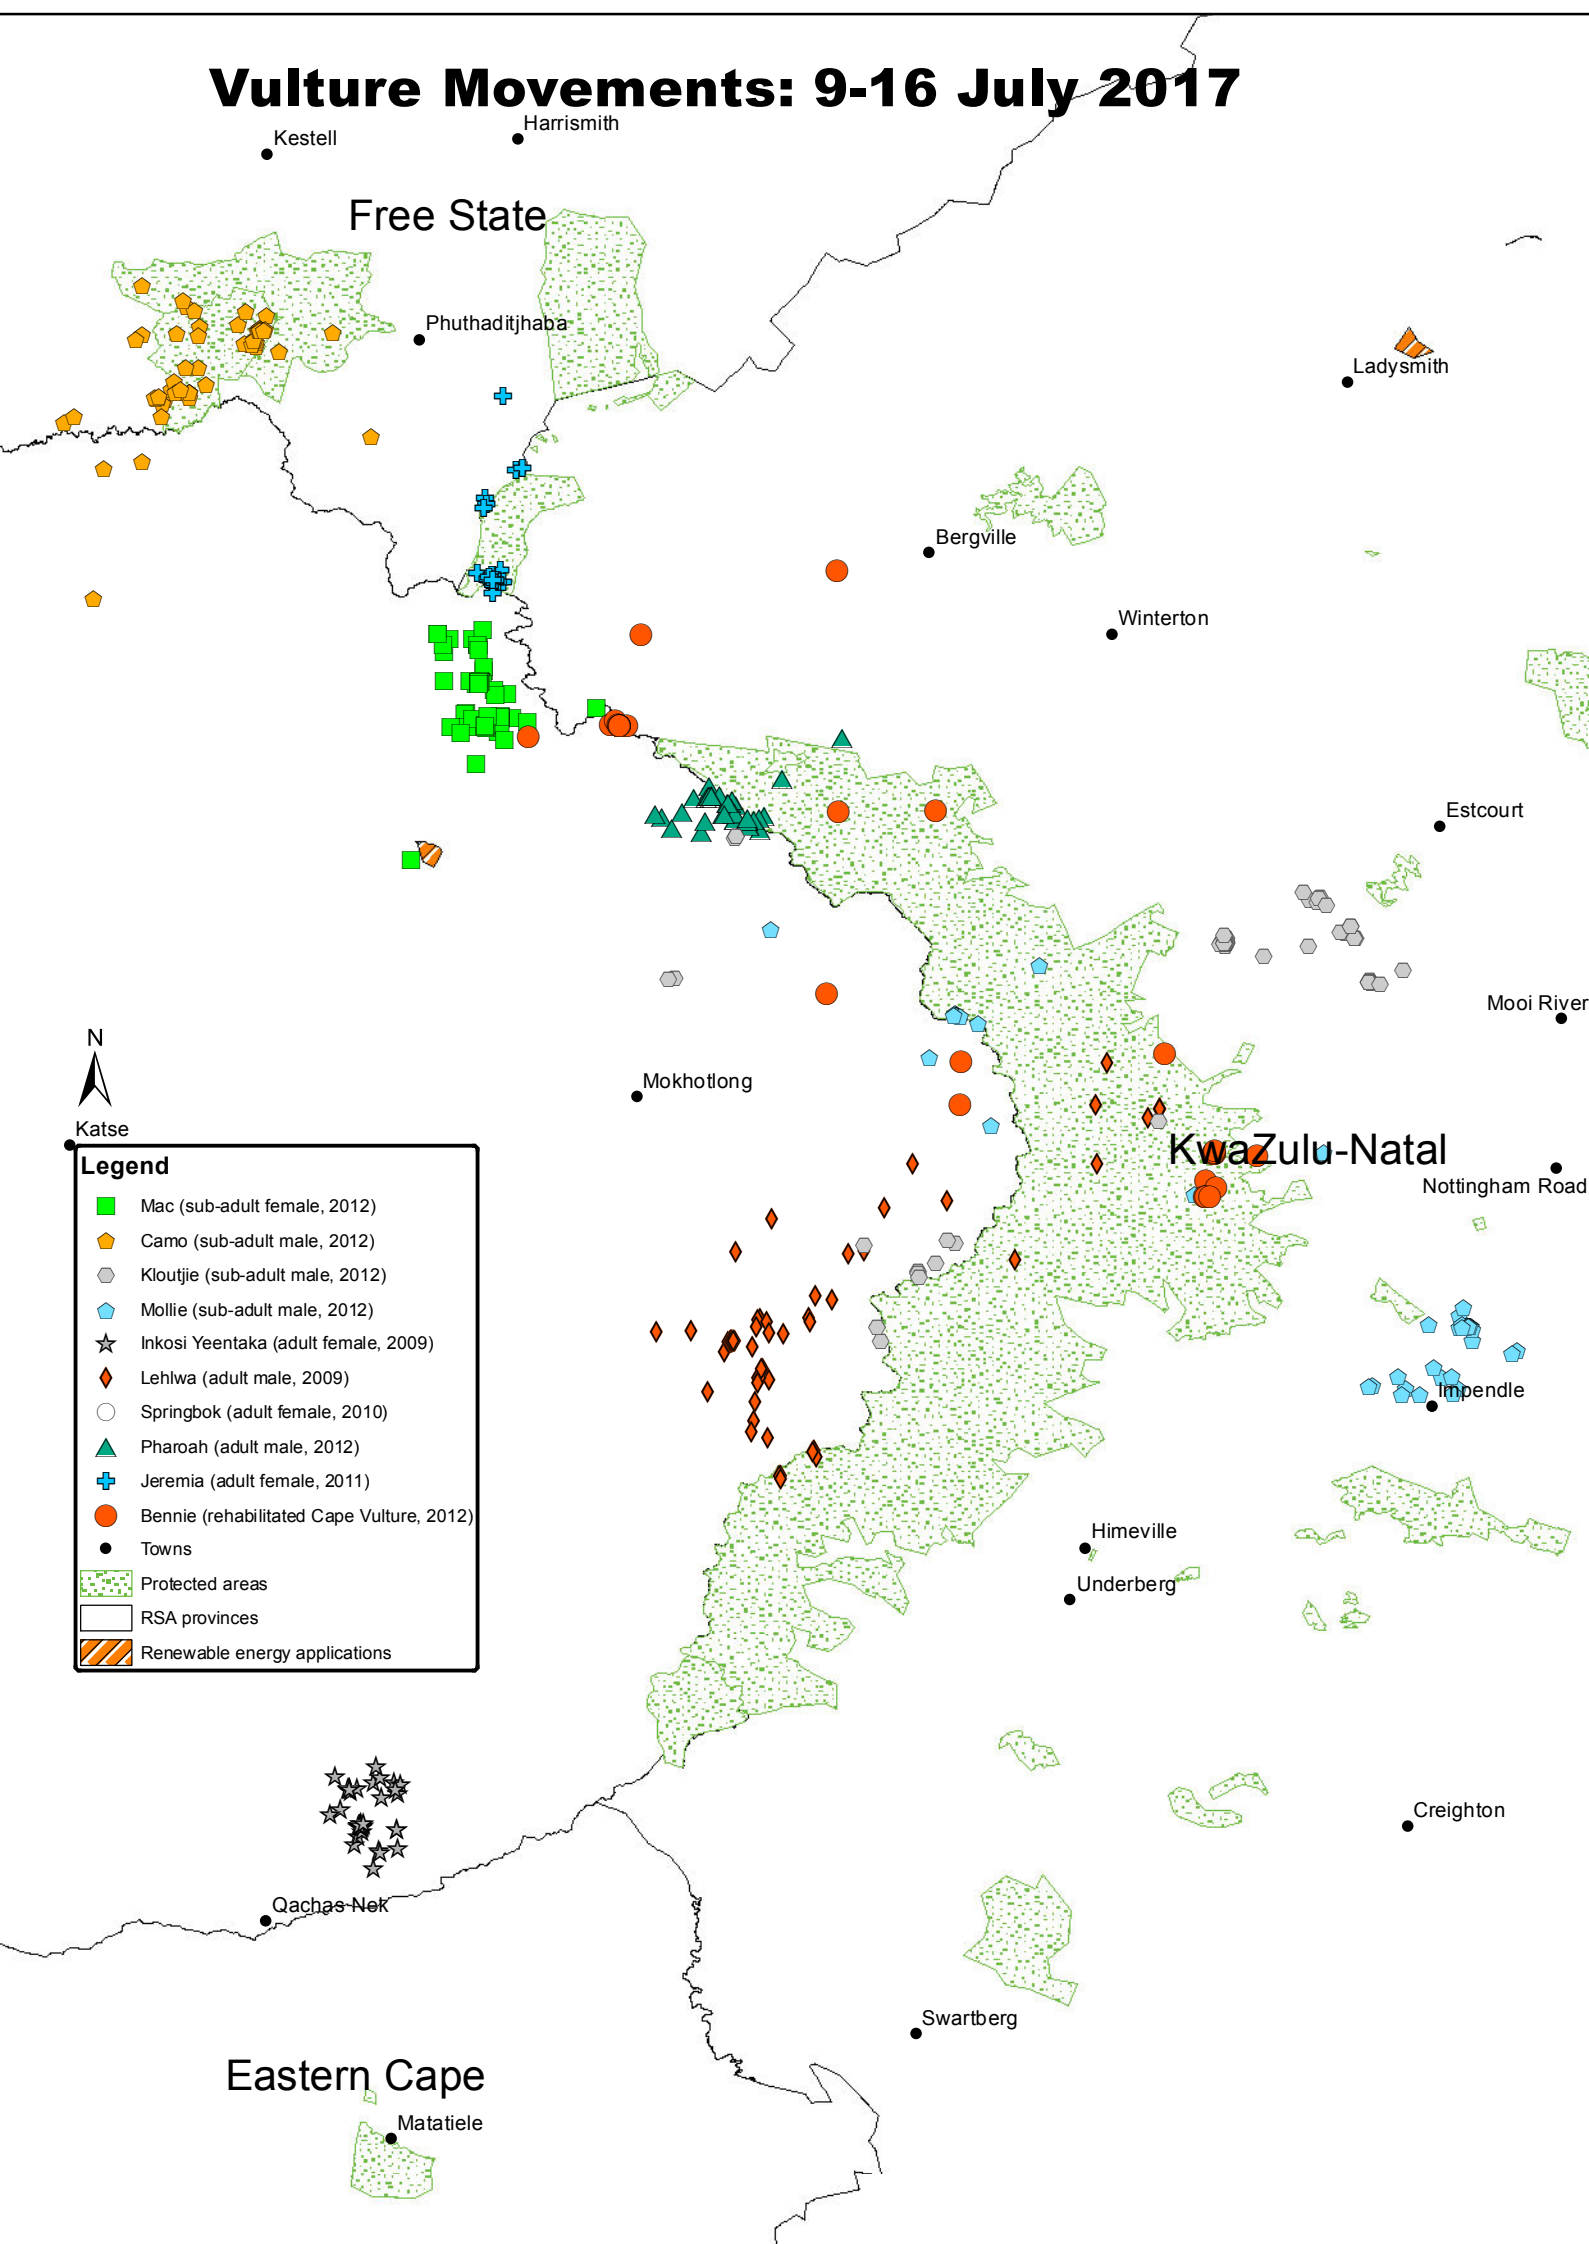 Vulture Movements: 9-16 July 2017
Harrismith
Kestell
Free State
Phuthaditjhaba
Ladysmith
Bergville
Winterton
Estcourt
Mooi River
N
Mokhotlong
Katse
KwaZulu-Natal
Nottingham Road
Legend
Mac (sub-adult female, 2012)
Camo (sub-adult male, 2012)
Kloutjie (sub-adult male, 2012)
Mollie (sub-adult male, 2012)
Inkosi Yeentaka (adult female, 2009)
Lehlwa (adult male, 2009)
Springbok (adult female, 2010)
Pharoah (adult male, 2012)
Jeremia (adult female, 2011)
Bennie (rehabilitated Cape Vulture, 2012)
Towns
Protected areas
RSA provinces
Renewable energy applications
Impendle
Himeville
Underberg
Creighton
Qachas Nek
Swartberg
Eastern Cape
Matatiele